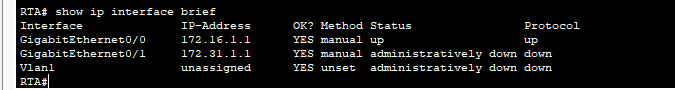 RTA# show ip interface brief
Interface IP-Address OK? Method Status Protocol
GigabitEthernet0/0 172.16.1.1 YES manual up up
GigabitEthernet0/1 172.31.1.1 YES manual administratively down down
Vlan1 unassigned YES unset administratively down down
RTA#